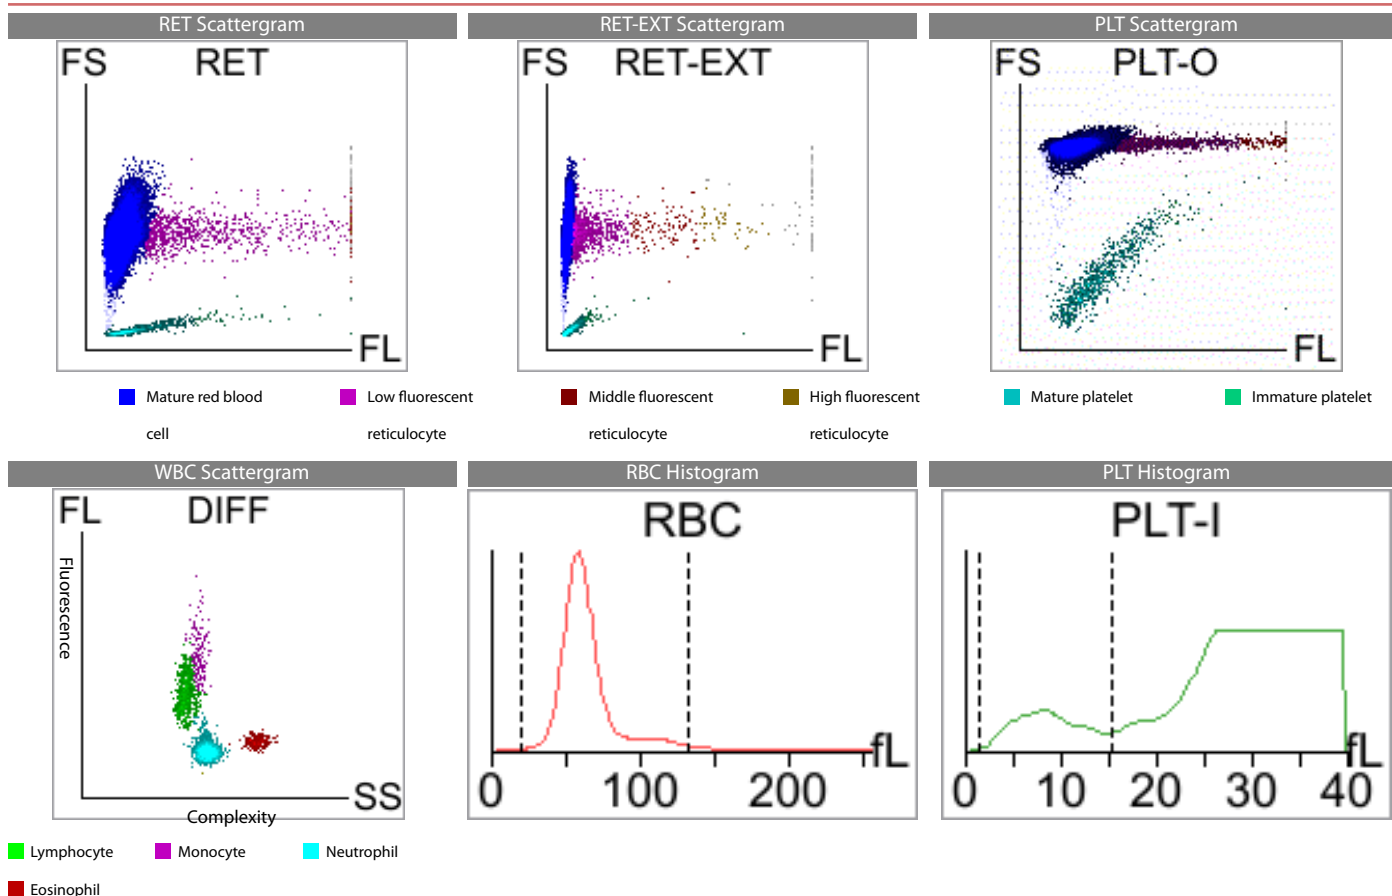 RET Scattergram
RET-EXT Scattergram
PLT Scattergram
FS RET
FL
FS RET-EXT
FL
FS PLT-O
FL
Mature red blood
cell
Low fluorescent
reticulocyte
Middle fluorescent
reticulocyte
High fluorescent
reticulocyte
Mature platelet
Immature platelet
WBC Scattergram
RBC Histogram
PLT Histogram
FL DIFF
Fluorescence
SS
Complexity
RBC
fL
0 100 200
PLT-I
fL
0 10 20 30 40
Lymphocyte
Monocyte
Neutrophil
Eosinophil